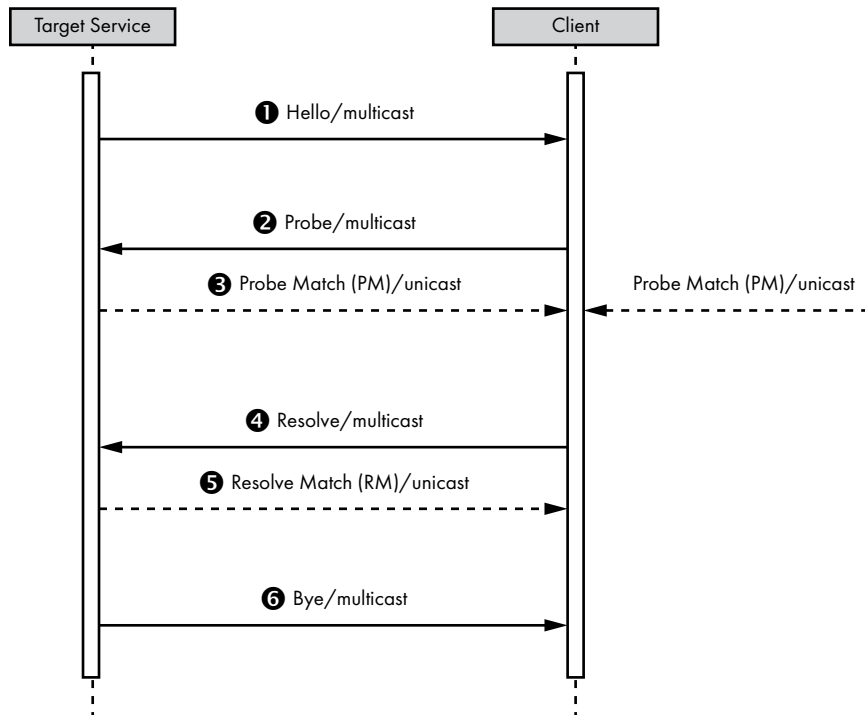 Target Service
Client
❶ Hello/multicast
❷ Probe/multicast
❸ Probe Match (PM)/unicast
Probe Match (PM)/unicast
❹ Resolve/multicast
❺ Resolve Match (RM)/unicast
❻ Bye/multicast